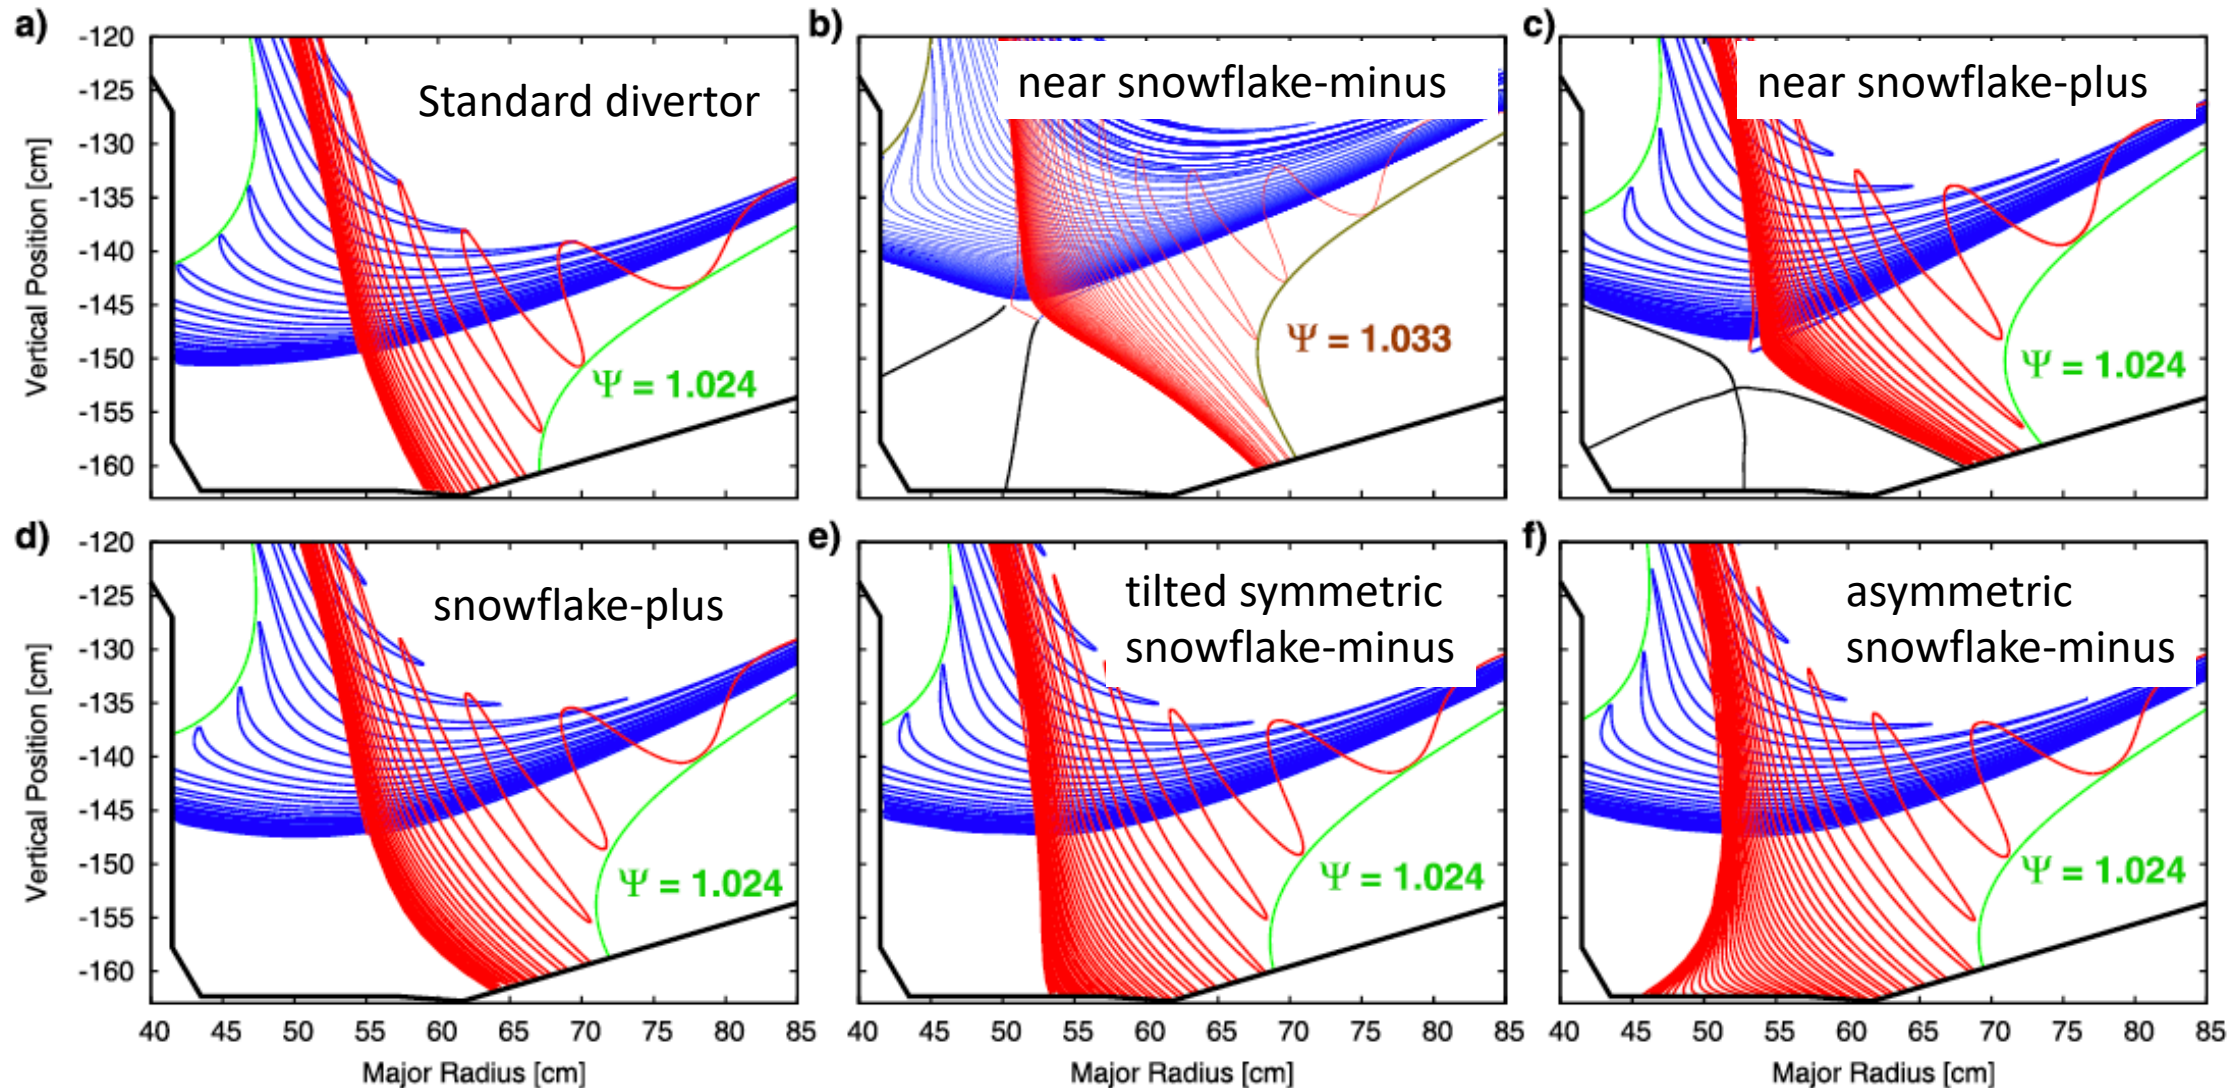 a)
Standard divertor
Ψ = 1.024
-120
-125
-130
-135
-140
-145
-150
-155
-160
Vertical Position [cm]
b)
near snowflake-minus
Ψ = 1.033
c)
near snowflake-plus
Ψ = 1.024
d)
snowflake-plus
Ψ = 1.024
-120
-125
-130
-135
-140
-145
-150
-155
-160
Vertical Position [cm]
40 45 50 55 60 65 70 75 80 85
Major Radius [cm]
e)
tilted symmetric
snowflake-minus
Ψ = 1.024
40 45 50 55 60 65 70 75 80 85
Major Radius [cm]
f)
asymmetric
snowflake-minus
Ψ = 1.024
40 45 50 55 60 65 70 75 80 85
Major Radius [cm]